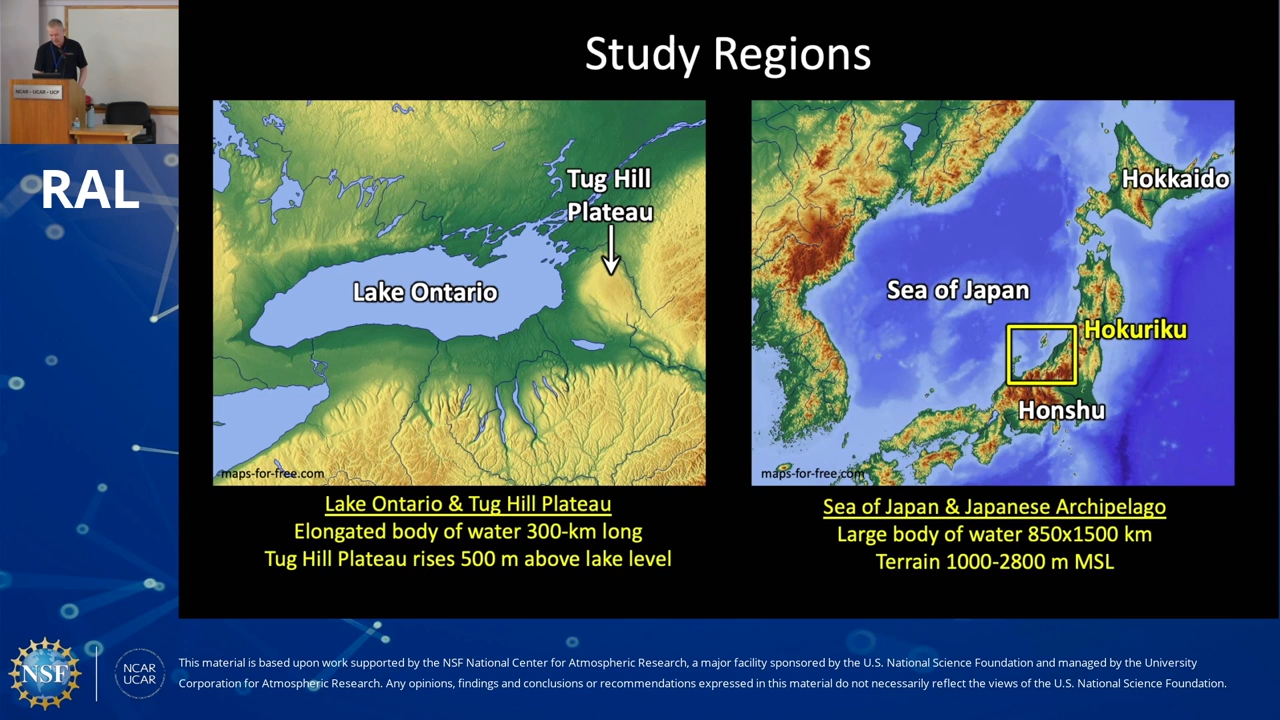 Study Regions
NCAR • UCAR • UCP
RAL
Tug Hill
Plateau
Lake Ontario
maps-for-free.com
Hokkaido
Sea of Japan
Hokuriku
Honshu
maps-for-free.com
Lake Ontario & Tug Hill Plateau
Elongated body of water 300-km long
Tug Hill Plateau rises 500 m above lake level
Sea of Japan & Japanese Archipelago
Large body of water 850x1500 km
Terrain 1000-2800 m MSL
NSF
NCAR
UCAR
This material is based upon work supported by the NSF National Center for Atmospheric Research, a major facility sponsored by the U.S. National Science Foundation and managed by the University
Corporation for Atmospheric Research. Any opinions, findings and conclusions or recommendations expressed in this material do not necessarily reflect the views of the U.S. National Science Foundation.